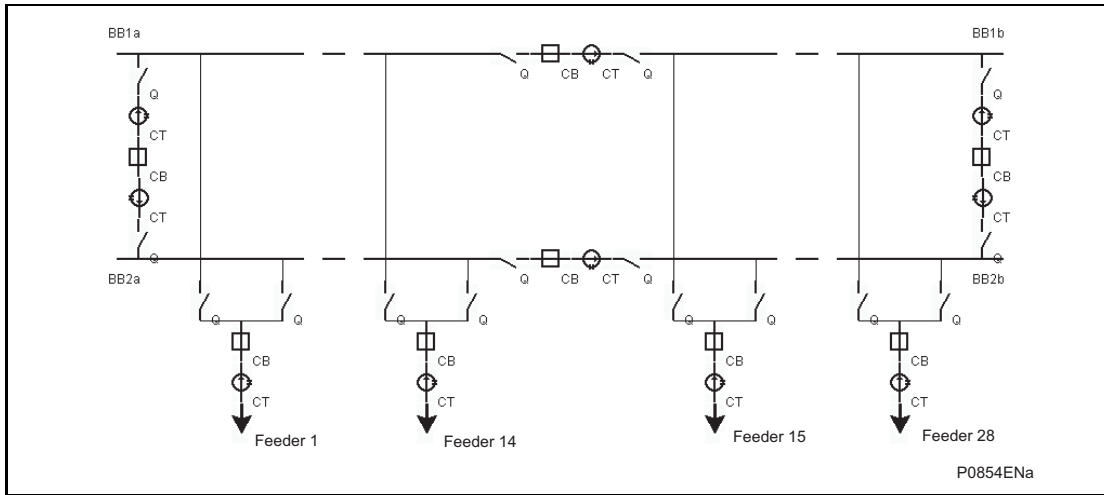 BB1a
BB1b
Q CB CT Q
Q
CT
CB
CT
Q
Q
CT
CB
CT
Q
BB2a
Q CB CT Q
BB2b
Q Q Q Q Q Q Q Q
CB CB CB CB
CT CT CT CT
Feeder 1 Feeder 14 Feeder 15 Feeder 28
P0854ENa